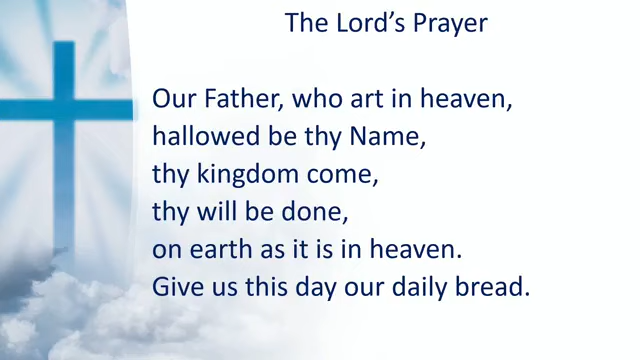 The Lord’s Prayer
Our Father, who art in heaven,
hallowed be thy Name,
thy kingdom come,
thy will be done,
on earth as it is in heaven.
Give us this day our daily bread.